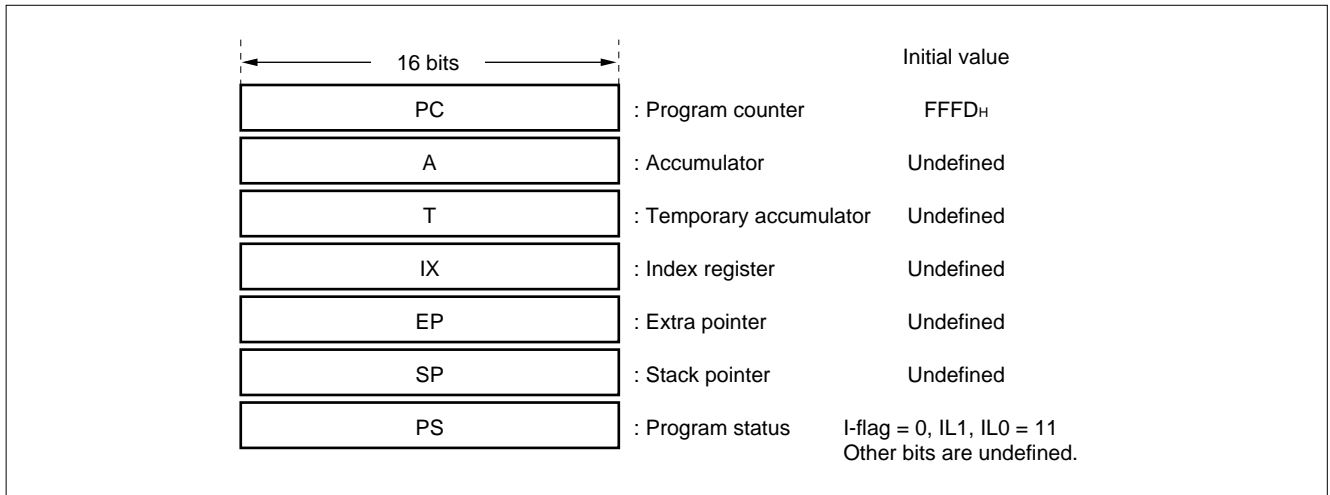 16 bits Initial value
PC : Program counter FFFDH
A : Accumulator Undefined
T : Temporary accumulator Undefined
IX : Index register Undefined
EP : Extra pointer Undefined
SP : Stack pointer Undefined
PS : Program status I-flag = 0, IL1, IL0 = 11
Other bits are undefined.